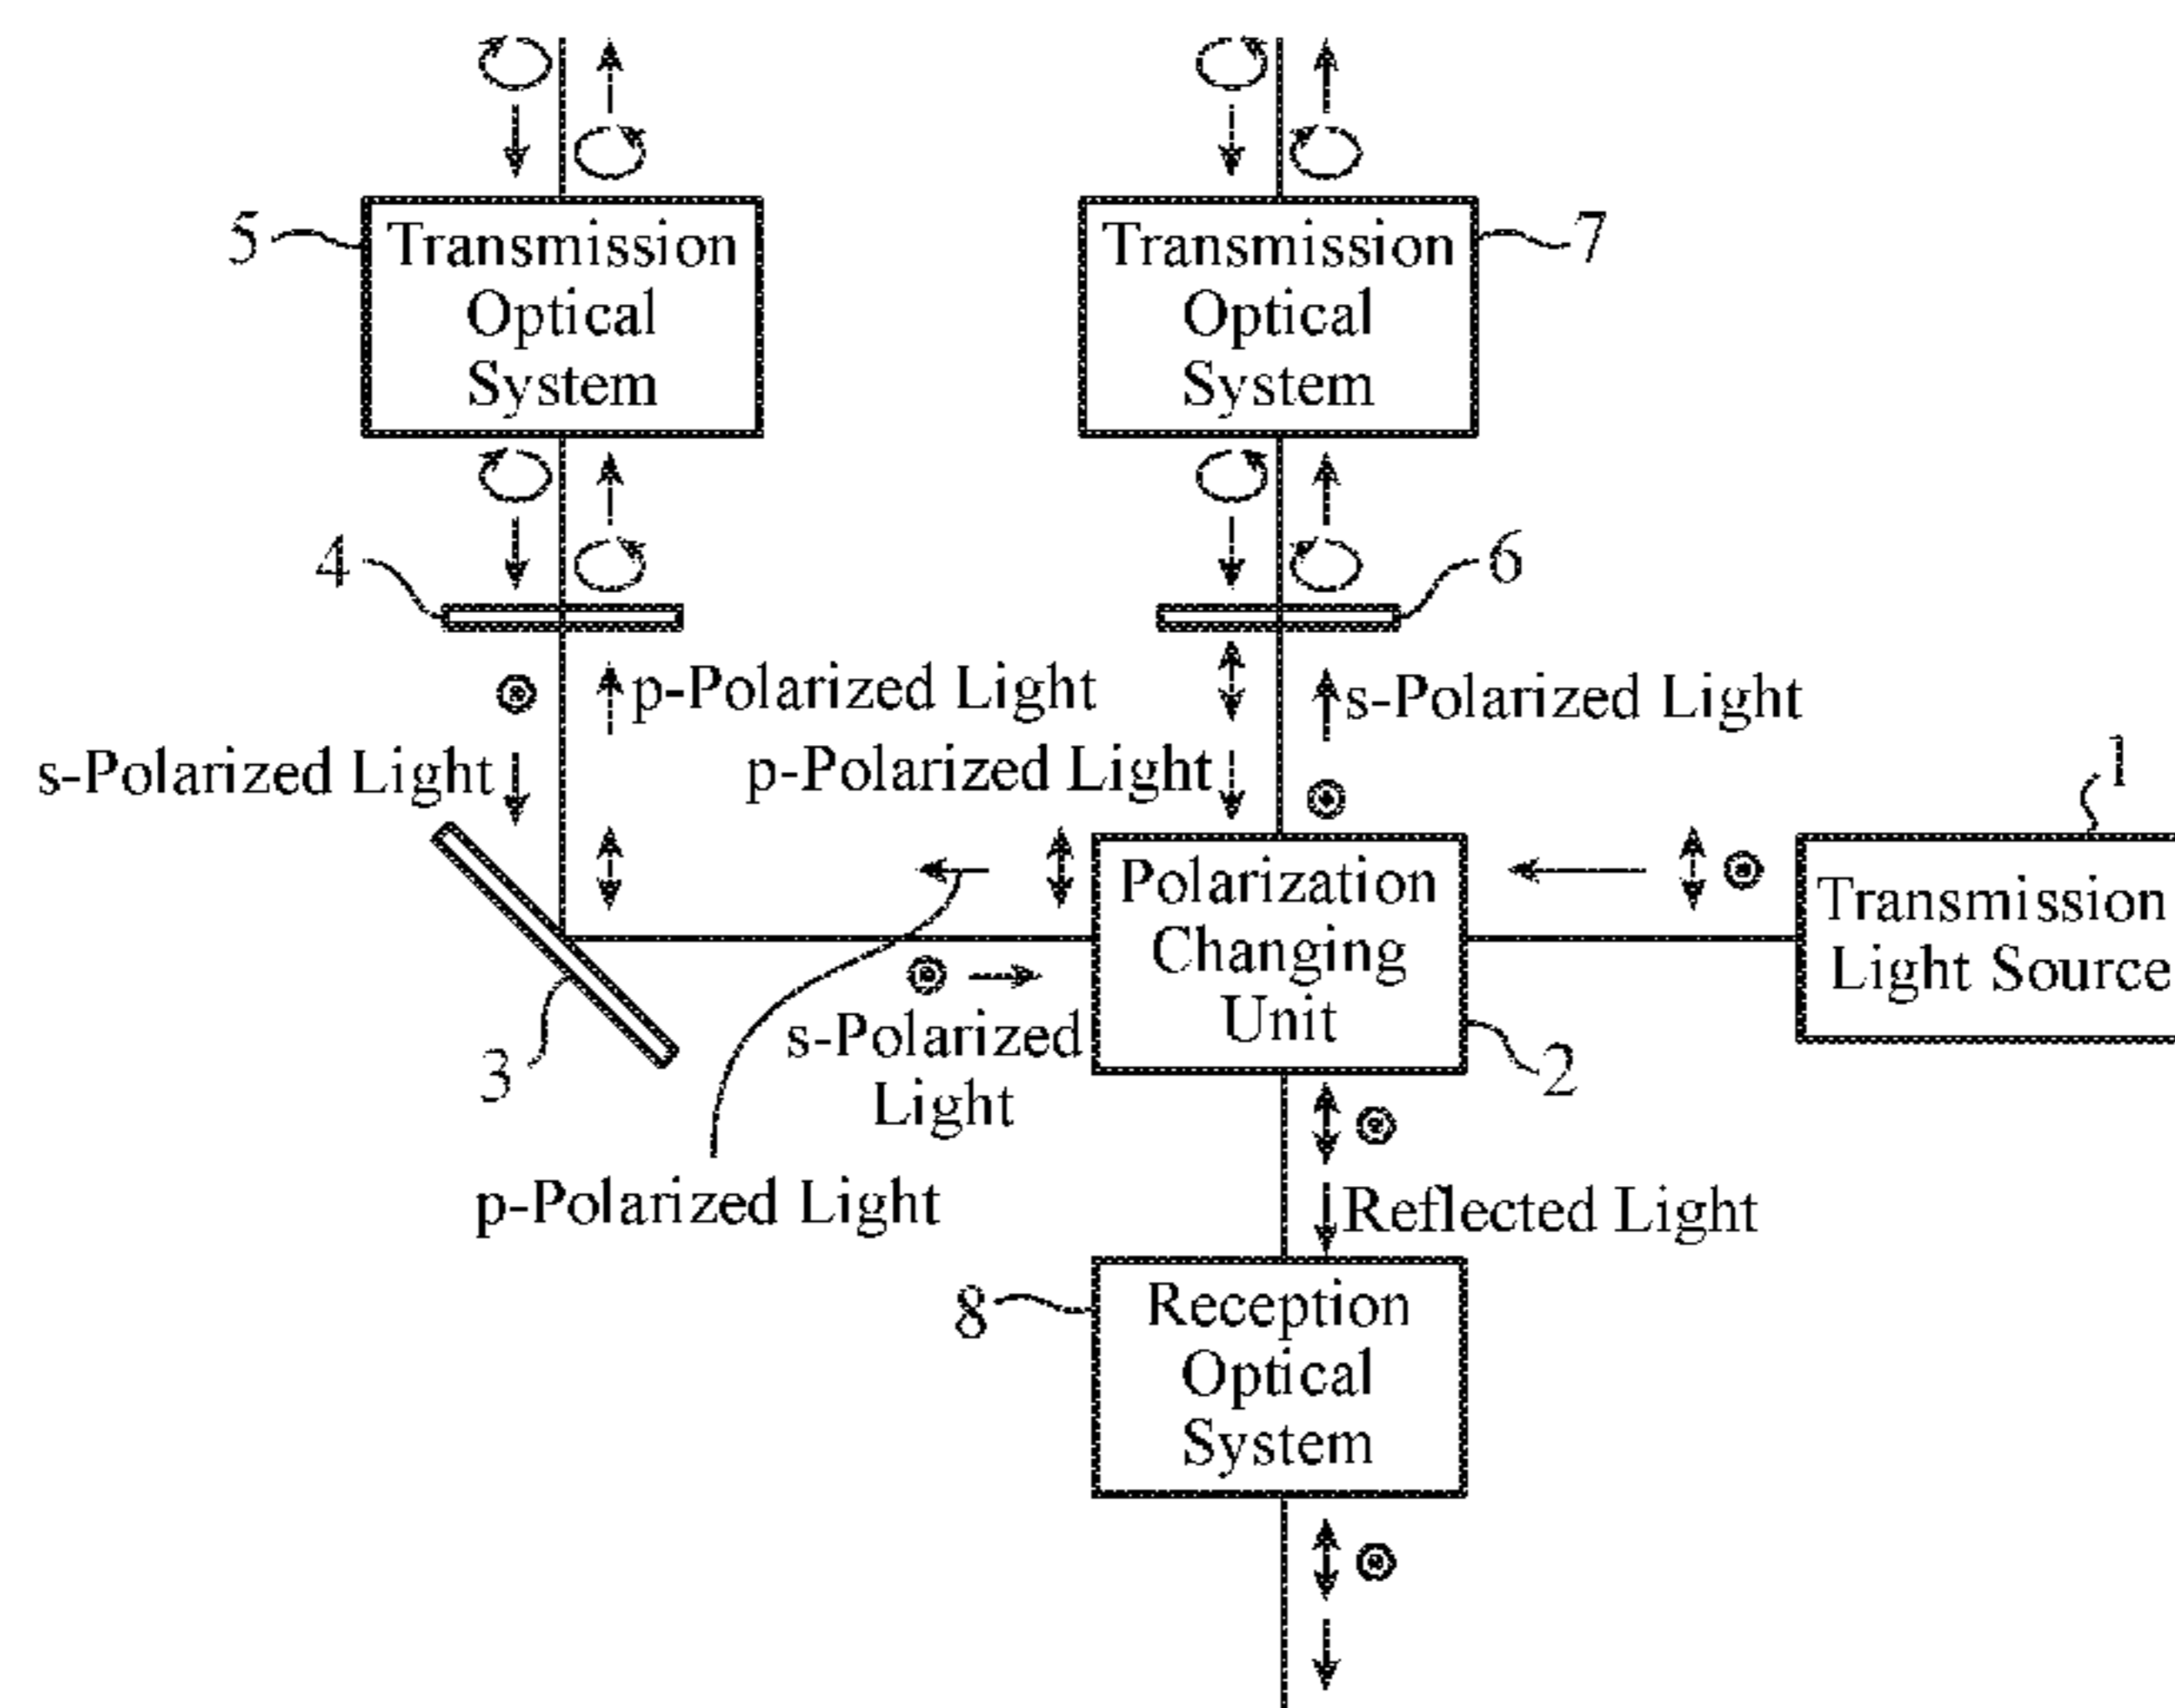 5
Transmission
Optical
System
Transmission
Optical
System
7
4
6
p-Polarized Light
s-Polarized Light
s-Polarized Light
p-Polarized Light
1
Polarization
Changing
Unit
Transmission
Light Source
3
s-Polarized
Light
2
p-Polarized Light
Reflected Light
8
Reception
Optical
System